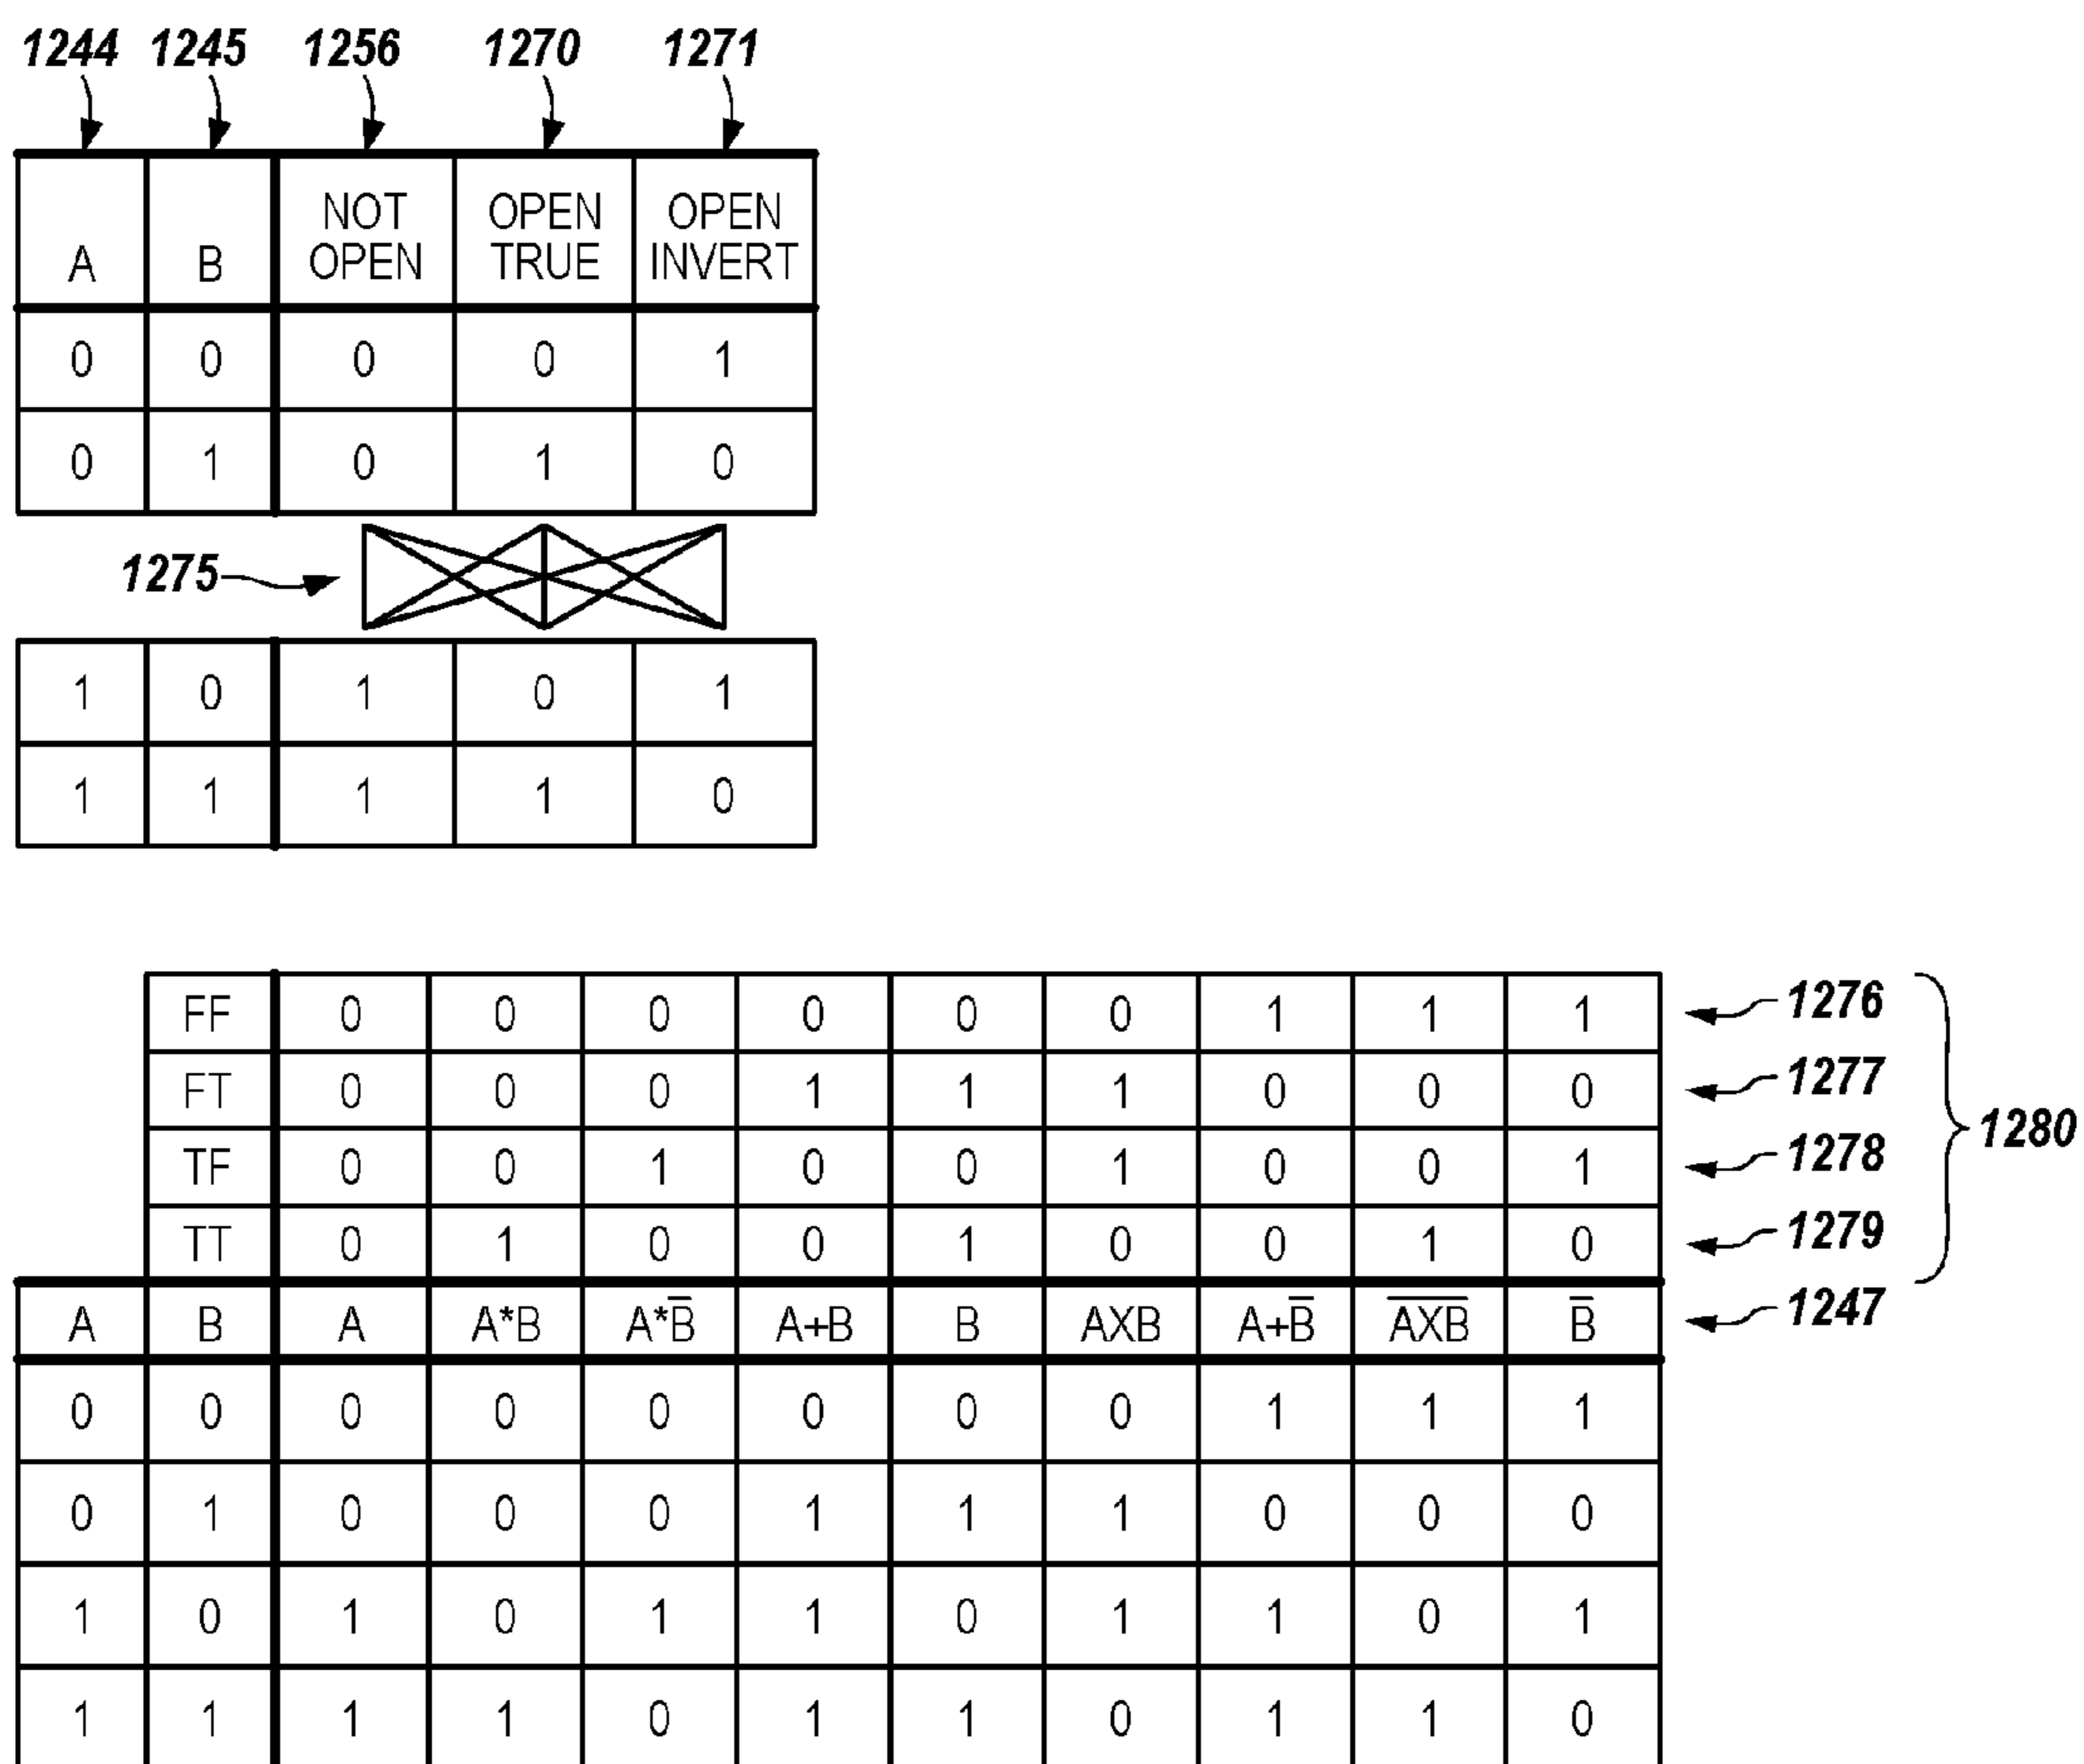 1244 1245 1256 1270 1271
A B NOT OPEN OPEN TRUE OPEN INVERT
0 0 0 0 1
0 1 0 1 0
1275
1 0 1 0 1
1 1 1 1 0
FF 0 0 0 0 0 0 1 1 1 1276
FT 0 0 0 1 1 1 0 0 0 1277
1280
TF 0 0 1 0 0 1 0 0 1 1278
TT 0 1 0 0 1 0 0 1 0 1279
A B A A*B A*B̅ A+B B AXB A+B̅ A̅X̅B̅ B̅ 1247
0 0 0 0 0 0 0 0 1 1 1
0 1 0 0 0 1 1 1 0 0 0
1 0 1 0 1 1 0 1 1 0 1
1 1 1 1 0 1 1 0 1 1 0